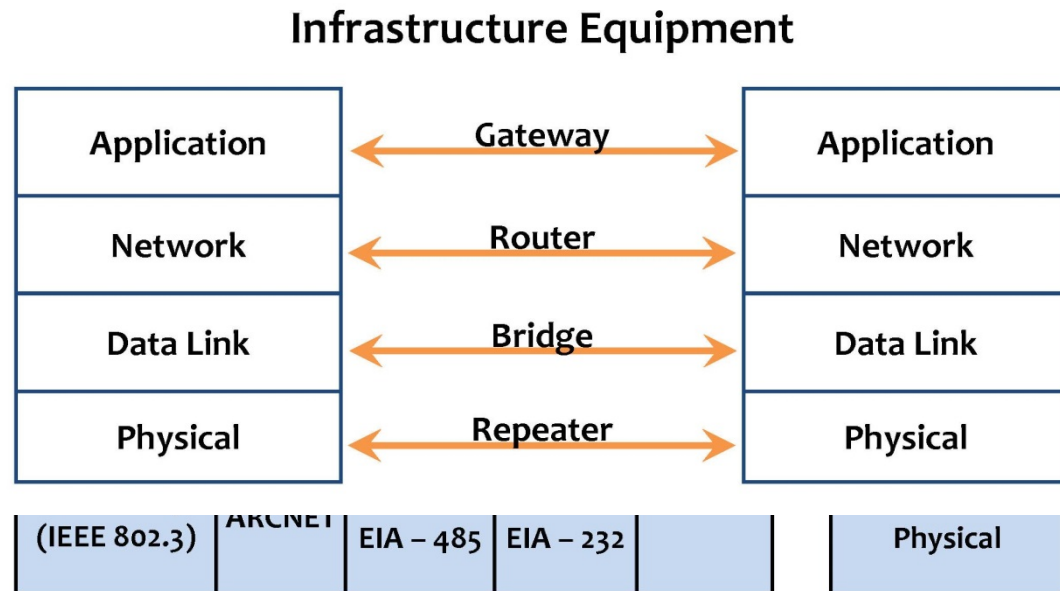 Infrastructure Equipment
Application Gateway Application
Network Router Network
Data Link Bridge Data Link
Physical Repeater Physical
(IEEE 802.3) ARCNET EIA – 485 EIA – 232 Physical